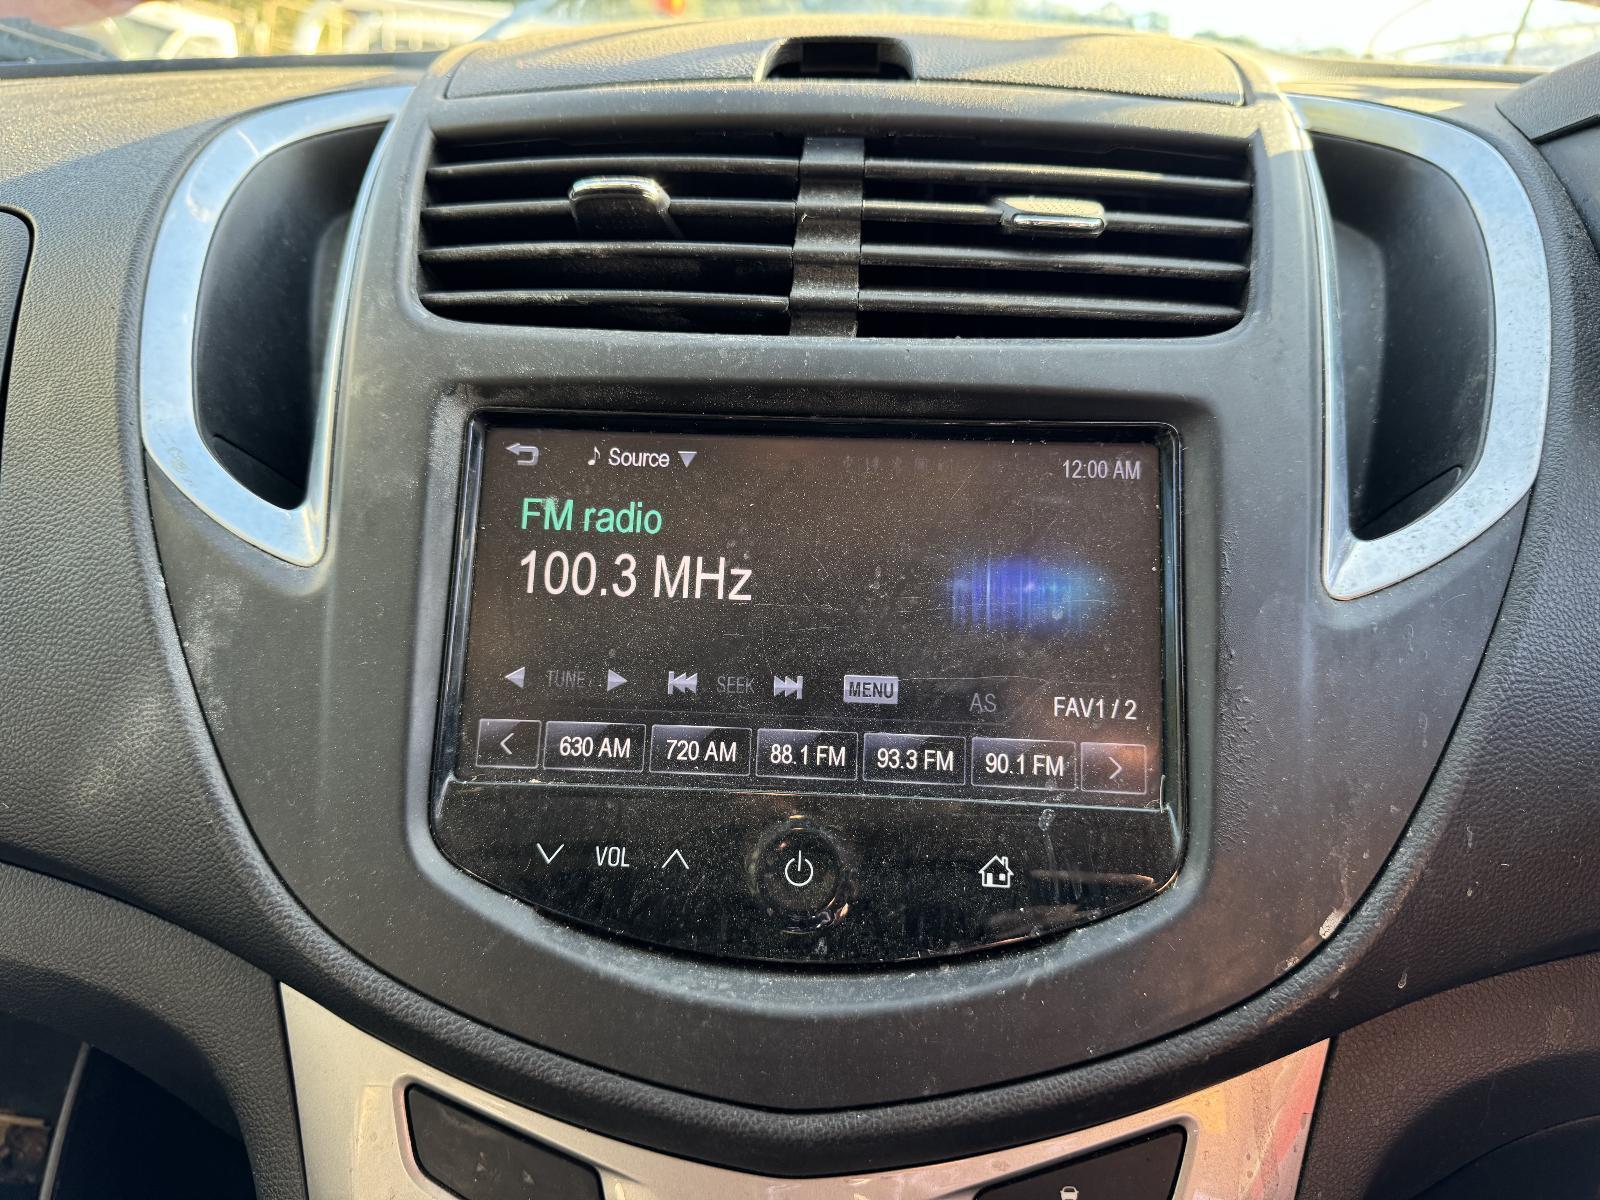 ♪ Source ▼
12:00 AM
FM radio
100.3 MHz
TUNE SEEK MENU AS FAV1 / 2
630 AM 720 AM 88.1 FM 93.3 FM 90.1 FM
VOL